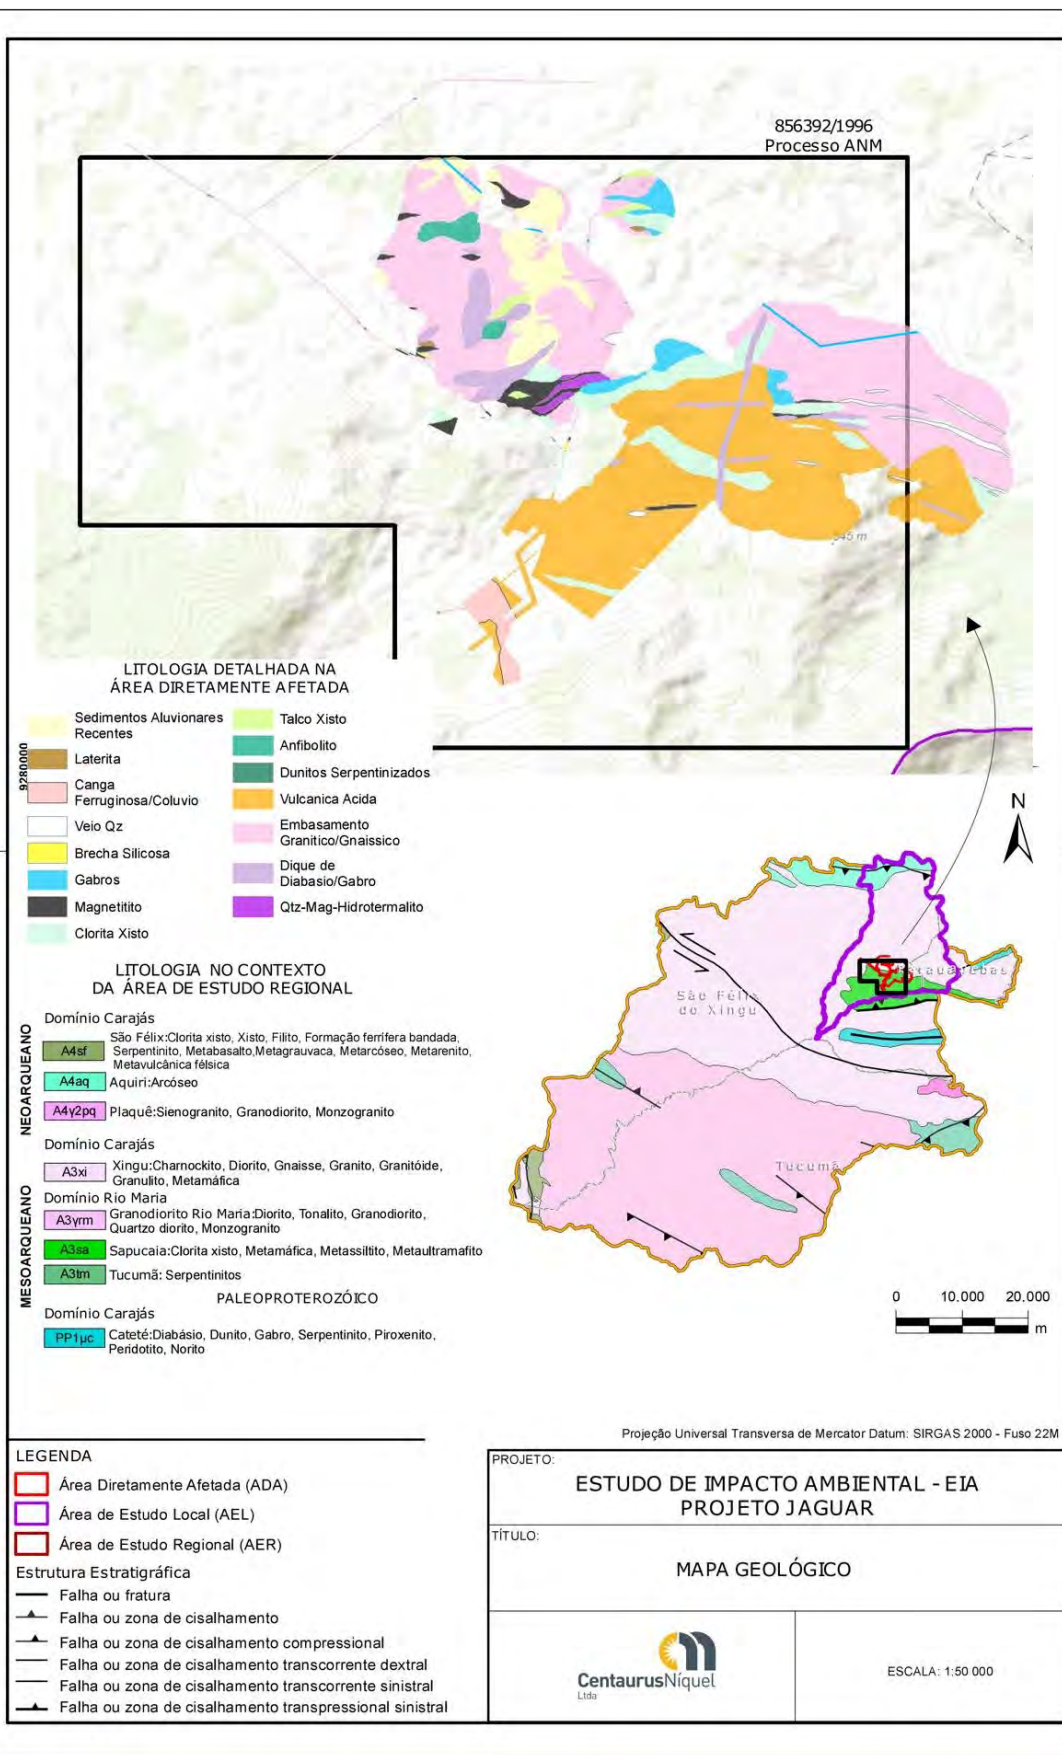 856392/1996
Processo ANM
545 m
LITOLOGIA DETALHADA NA
ÁREA DIRETAMENTE AFETADA
9280000
Sedimentos Aluvionares
Recentes
Laterita
Canga
Ferruginosa/Coluvio
Veio Qz
Brecha Silicosa
Gabros
Magnetitito
Clorita Xisto
Talco Xisto
Anfibolito
Dunitos Serpentinizados
Vulcanica Acida
Embasamento
Granitico/Gnaissico
Dique de
Diabasio/Gabro
Qtz-Mag-Hidrotermalito
N
São Félix
do Xingu
Parauapebas
Tucumã
LITOLOGIA NO CONTEXTO
DA ÁREA DE ESTUDO REGIONAL
NEOARQUEANO
Domínio Carajás
A4sf
São Félix:Clorita xisto, Xisto, Filito, Formação ferrífera bandada,
Serpentinito, Metabasalto,Metagrauvaca, Metarcóseo, Metarenito,
Metavulcânica félsica
A4aq Aquiri:Arcóseo
A4γ2pq Plaquê:Sienogranito, Granodiorito, Monzogranito
MESOARQUEANO
Domínio Carajás
A3xi
Xingu:Charnockito, Diorito, Gnaisse, Granito, Granitóide,
Granulito, Metamáfica
Domínio Rio Maria
A3γrm
Granodiorito Rio Maria:Diorito, Tonalito, Granodiorito,
Quartzo diorito, Monzogranito
A3sa Sapucaia:Clorita xisto, Metamáfica, Metassiltito, Metaultramafito
A3tm Tucumã: Serpentinitos
PALEOPROTEROZÓICO
Domínio Carajás
PP1μc
Cateté:Diabásio, Dunito, Gabro, Serpentinito, Piroxenito,
Peridotito, Norito
0 10.000 20.000
m
Projeção Universal Transversa de Mercator Datum: SIRGAS 2000 - Fuso 22M
LEGENDA
Área Diretamente Afetada (ADA)
Área de Estudo Local (AEL)
Área de Estudo Regional (AER)
Estrutura Estratigráfica
Falha ou fratura
Falha ou zona de cisalhamento
Falha ou zona de cisalhamento compressional
Falha ou zona de cisalhamento transcorrente dextral
Falha ou zona de cisalhamento transcorrente sinistral
Falha ou zona de cisalhamento transpressional sinistral
PROJETO:
ESTUDO DE IMPACTO AMBIENTAL - EIA
PROJETO JAGUAR
TÍTULO:
MAPA GEOLÓGICO
CentaurusNíquel
Ltda
ESCALA: 1:50 000